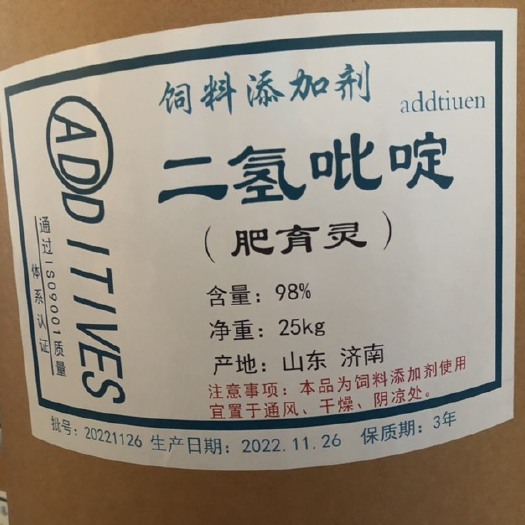 饲料添加剂
addtiuen
二氢吡啶
（肥育灵）
ADDITIVES
通过ISO9001质量
体系认证
含量：98%
净重：25kg
产地：山东 济南
注意事项：本品为饲料添加剂使用
宜置于通风、干燥、阴凉处。
批号：20221126 生产日期：2022.11.26 保质期：3年